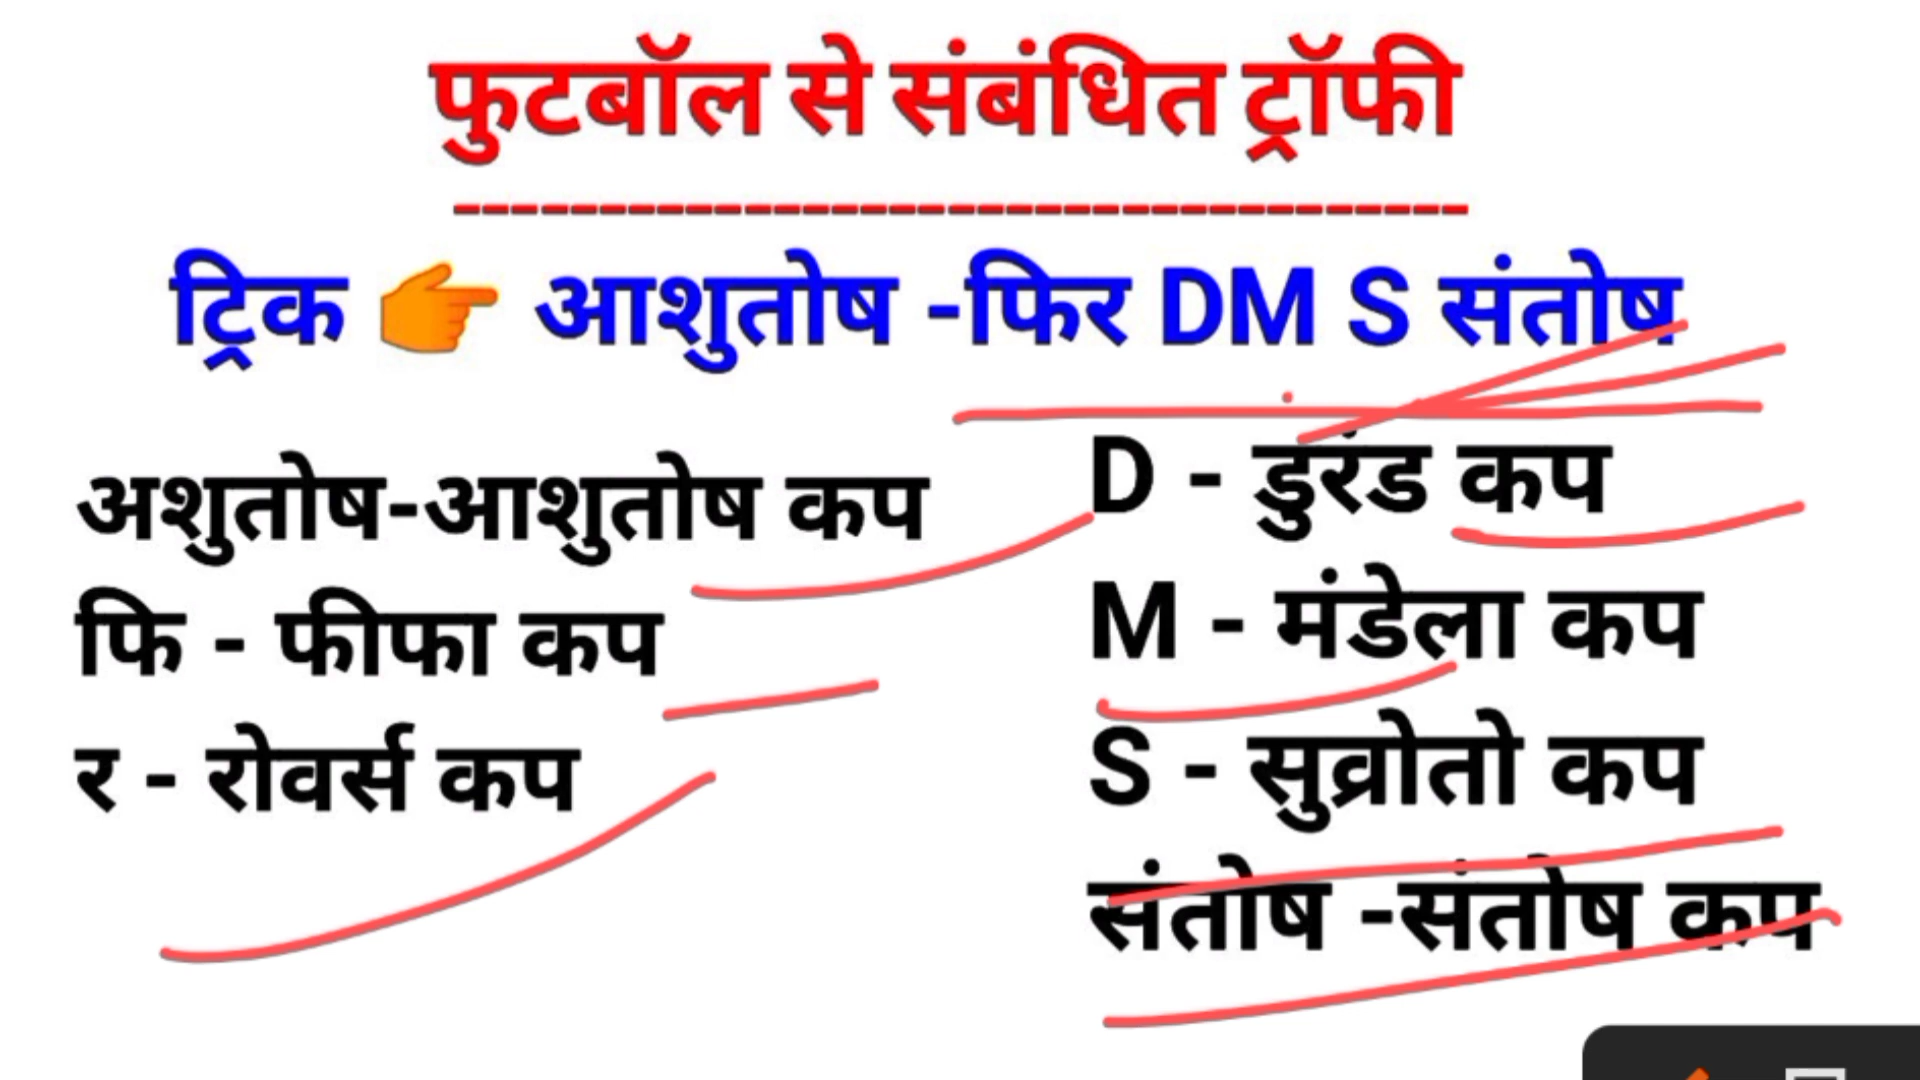 फुटबॉल से संबंधित ट्रॉफी
-----------------------------------
ट्रिक 👉 आशुतोष -फिर DM S संतोष
अशुतोष-आशुतोष कप
फि - फीफा कप
र - रोवर्स कप
D - डुरंड कप
M - मंडेला कप
S - सुव्रोतो कप
संतोष -संतोष कप